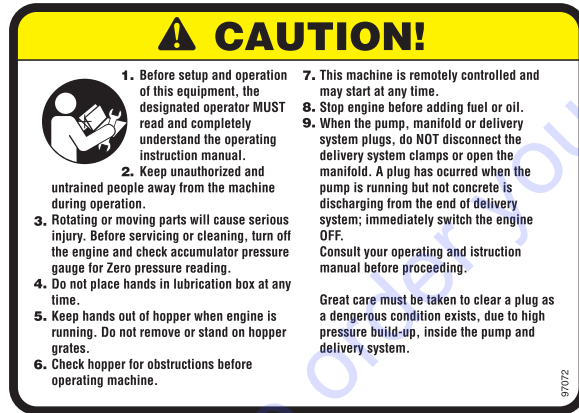 CAUTION!
1. Before setup and operation
of this equipment, the
designated operator MUST
read and completely
understand the operating
instruction manual.
2. Keep unauthorized and
untrained people away from the machine
during operation.
3. Rotating or moving parts will cause serious
injury. Before servicing or cleaning, turn off
the engine and check accumulator pressure
gauge for Zero pressure reading.
4. Do not place hands in lubrication box at any
time.
5. Keep hands out of hopper when engine is
running. Do not remove or stand on hopper
grates.
6. Check hopper for obstructions before
operating machine.
7. This machine is remotely controlled and
may start at any time.
8. Stop engine before adding fuel or oil.
9. When the pump, manifold or delivery
system plugs, do NOT disconnect the
delivery system clamps or open the
manifold. A plug has ocurred when the
pump is running but not concrete is
discharging from the end of delivery
system; immediately switch the engine
OFF.
Consult your operating and istruction
manual before proceeding.
Great care must be taken to clear a plug as
a dangerous condition exists, due to high
pressure build-up, inside the pump and
delivery system.
97072
order you